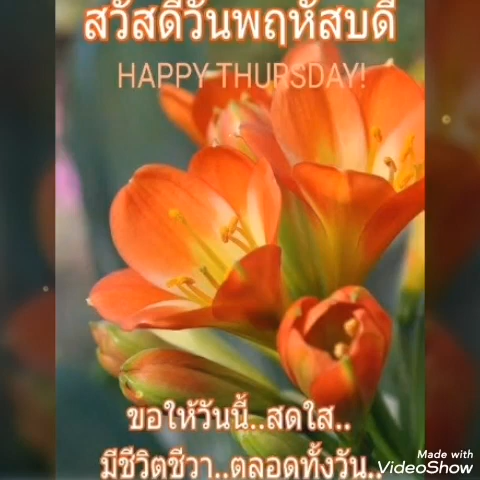 สวัสดีวันพฤหัสบดี
HAPPY THURSDAY!
ขอให้วันนี้..สดใส..
มีชีวิตชีวา..ตลอดทั้งวัน..
Made with
VideoShow